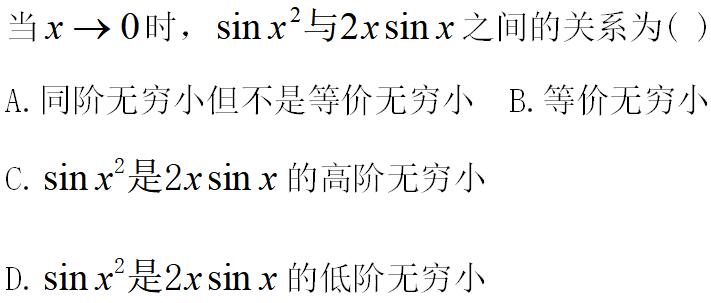 当 x → 0时，sin x²与2x sin x之间的关系为( )
A. 同阶无穷小但不是等价无穷小 B. 等价无穷小
C. sin x²是2x sin x 的高阶无穷小
D. sin x²是2x sin x 的低阶无穷小